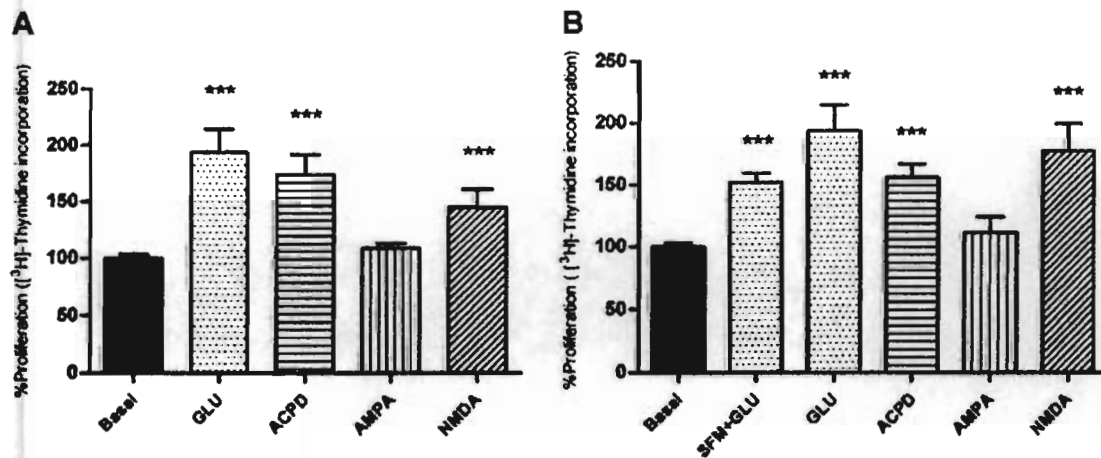 A
%Proliferation ([³H]-Thymidine incorporation)
250
200
150
100
50
0
***
***
***
Basal
GLU
ACPD
AMPA
NMDA
B
%Proliferation ( [³H]-Thymidine incorporation)
250
200
150
100
50
0
***
***
***
***
Basal
SFM+GLU
GLU
ACPD
AMPA
NMDA